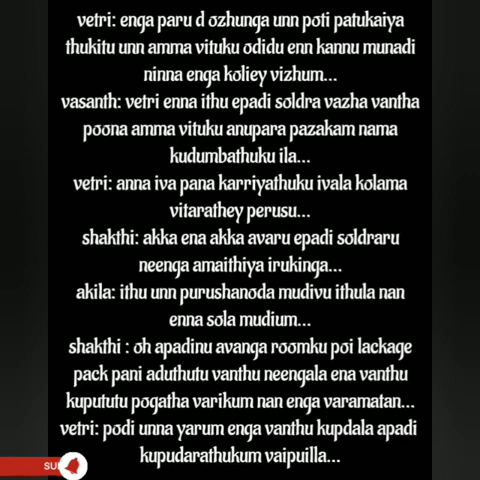 vetri: enga paru d ozhunga unn poti patukaiya
thukitu unn amma vituku odidu enn kannu munadi
ninna enga koliey vizhum...
vasanth: vetri enna ithu epadi soldra vazha vantha
poona amma vituku anupara pazakam nama
kudumbathuku ila...
vetri: anna iva pana karriyathuku ivala kolama
vitarathey perusu...
shakthi: akka ena akka avaru epadi soldraru
neenga amaithiya irukinga...
akila: ithu unn purushanoda mudivu ithula nan
enna sola mudium...
shakthi : oh apadinu avanga roomku poi lackage
pack pani aduthutu vanthu neengala ena vanthu
kupututu pogatha varikum nan enga varamatan...
vetri: podi unna yarum enga vanthu kupdala apadi
kupudarathukum vaipuilla...